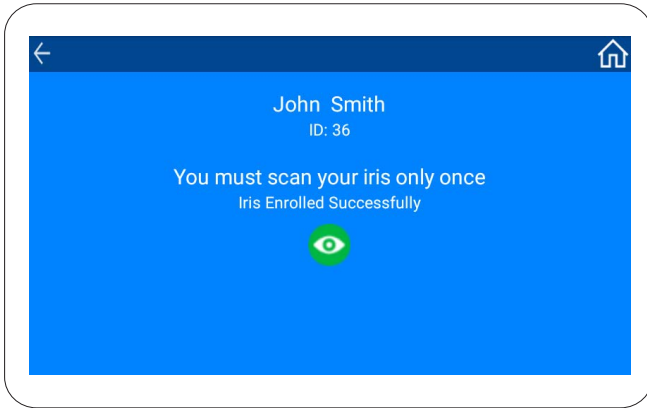 John Smith
ID: 36
You must scan your iris only once
Iris Enrolled Successfully